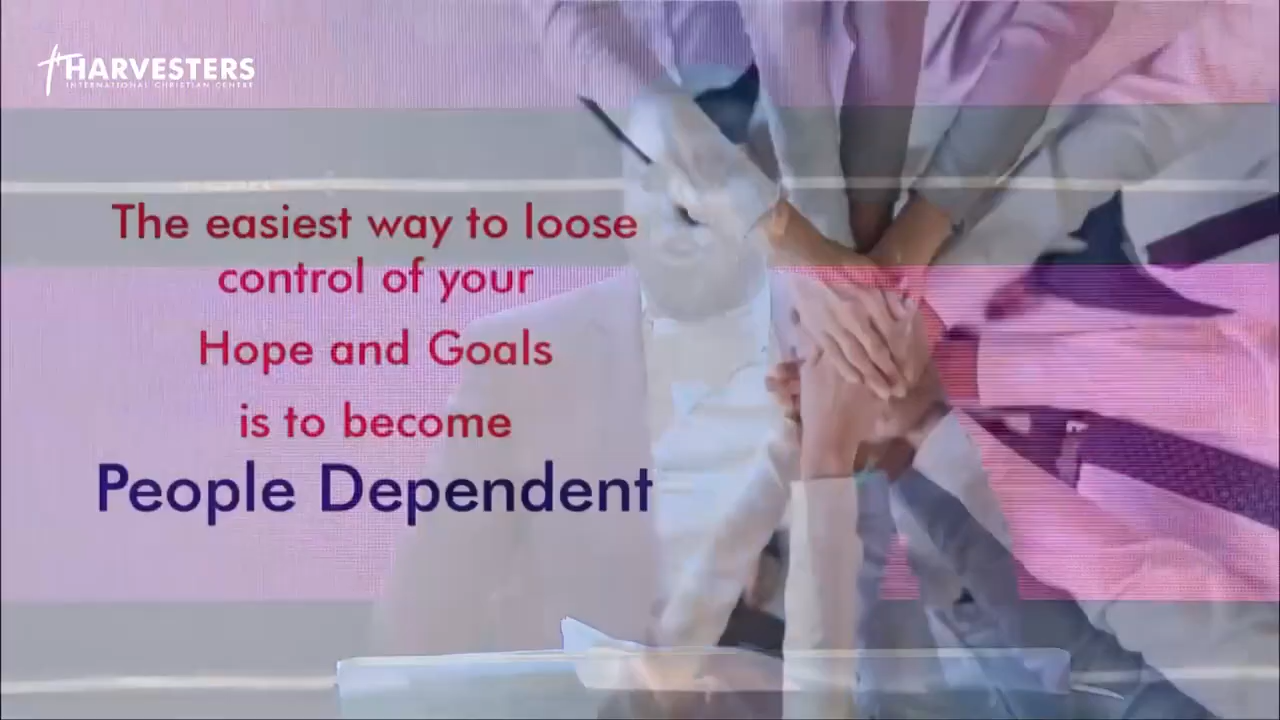 HARVESTERS
INTERNATIONAL CHRISTIAN CENTRE
The easiest way to loose
control of your
Hope and Goals
is to become
People Dependent